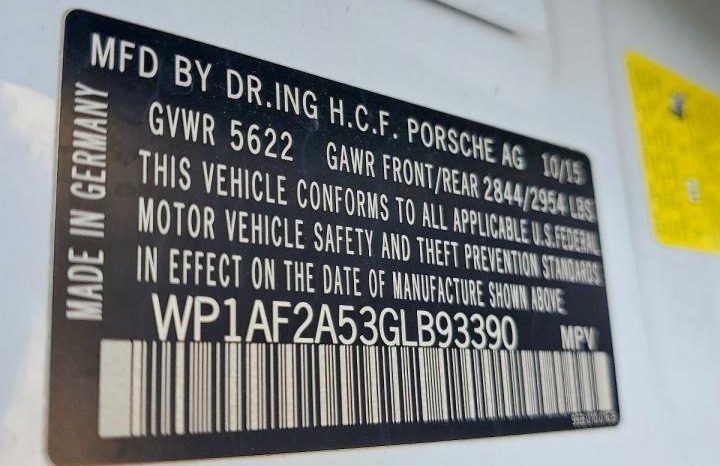 MFD BY DR.ING H.C.F. PORSCHE AG 10/15
GVWR 5622 GAWR FRONT/REAR 2844/2954 LBS
THIS VEHICLE CONFORMS TO ALL APPLICABLE U.S.FEDERAL
MOTOR VEHICLE SAFETY AND THEFT PREVENTION STANDARDS
IN EFFECT ON THE DATE OF MANUFACTURE SHOWN ABOVE
WP1AF2A53GLB93390 MPV
MADE IN GERMANY